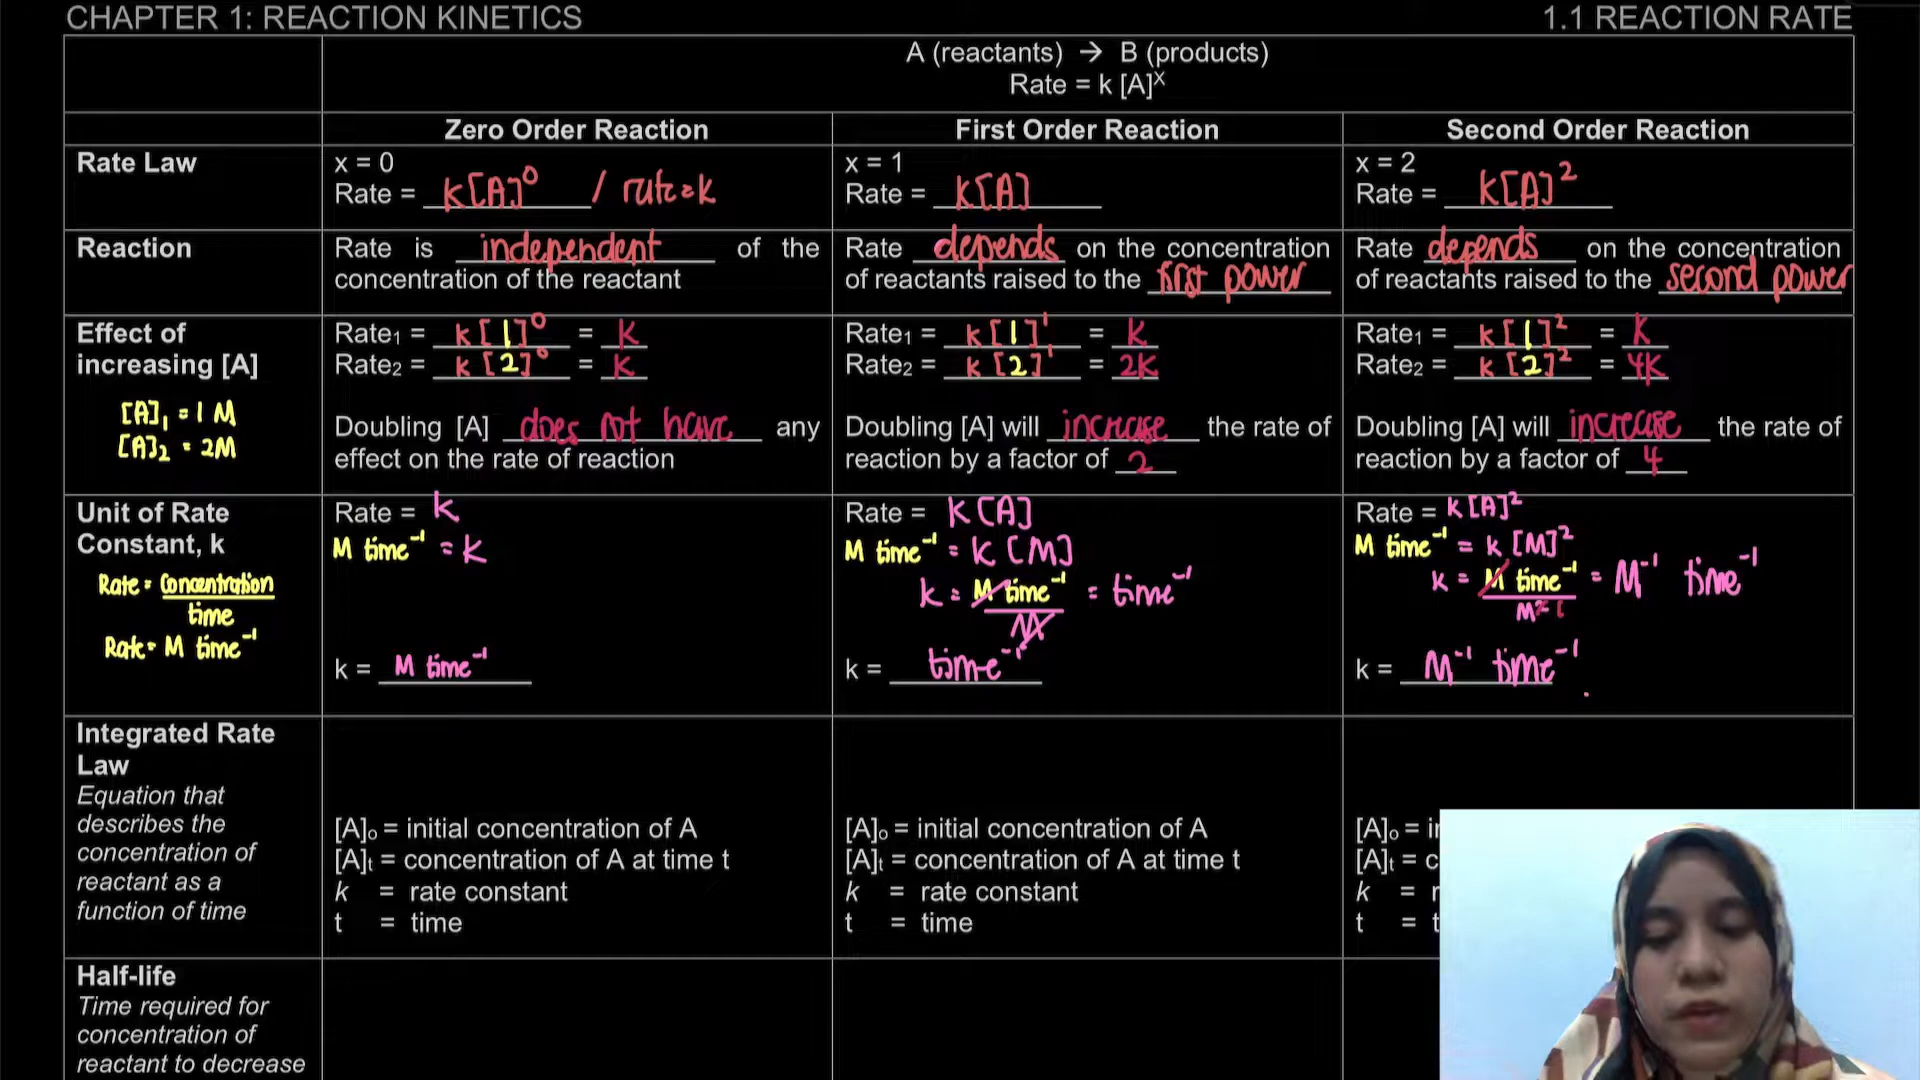 CHAPTER 1: REACTION KINETICS
1.1 REACTION RATE
A (reactants) → B (products)
Rate = k [A]ˣ
Zero Order Reaction
First Order Reaction
Second Order Reaction
Rate Law
x = 0
Rate = k[A]⁰ / rate=k
x = 1
Rate = k[A]
x = 2
Rate = k[A]²
Reaction
Rate is independent of the
concentration of the reactant
Rate depends on the concentration
of reactants raised to the first power
Rate depends on the concentration
of reactants raised to the second power
Effect of
increasing [A]
[A]₁ = 1 M
[A]₂ = 2M
Rate₁ = k[1]⁰ = k
Rate₂ = k[2]⁰ = k
Doubling [A] does not have any
effect on the rate of reaction
Rate₁ = k[1]¹ = k
Rate₂ = k[2]¹ = 2k
Doubling [A] will increase the rate of
reaction by a factor of 2
Rate₁ = k[1]² = k
Rate₂ = k[2]² = 4k
Doubling [A] will increase the rate of
reaction by a factor of 4
Unit of Rate
Constant, k
Rate = concentration
time
Rate = M time⁻¹
Rate = k
M time⁻¹ = k
k = M time⁻¹
Rate = k[A]
M time⁻¹ = k[M]
k = M time⁻¹ = time⁻¹
M
k = time⁻¹
Rate = k[A]²
M time⁻¹ = k[M]²
k = M time⁻¹ = M⁻¹ time⁻¹
k = M⁻¹ time⁻¹
Integrated Rate
Law
Equation that
describes the
concentration of
reactant as a
function of time
[A]₀ = initial concentration of A
[A]t = concentration of A at time t
k = rate constant
t = time
[A]₀ = initial concentration of A
[A]t = concentration of A at time t
k = rate constant
t = time
[A]₀ = i
[A]t = c
k = r
t = t
Half-life
Time required for
concentration of
reactant to decrease